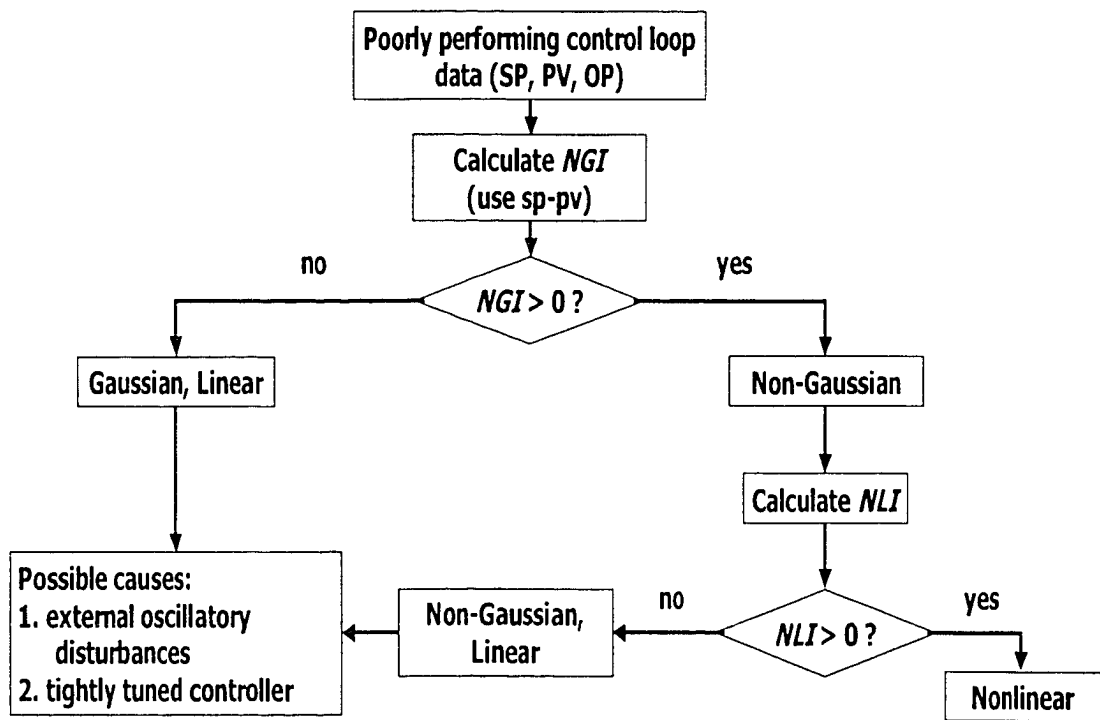 Poorly performing control loop
data (SP, PV, OP)
Calculate NGI
(use sp-pv)
no
yes
NGI > 0 ?
Gaussian, Linear
Non-Gaussian
Calculate NLI
Possible causes:
1. external oscillatory
disturbances
2. tightly tuned controller
Non-Gaussian,
Linear
no
NLI > 0 ?
yes
Nonlinear